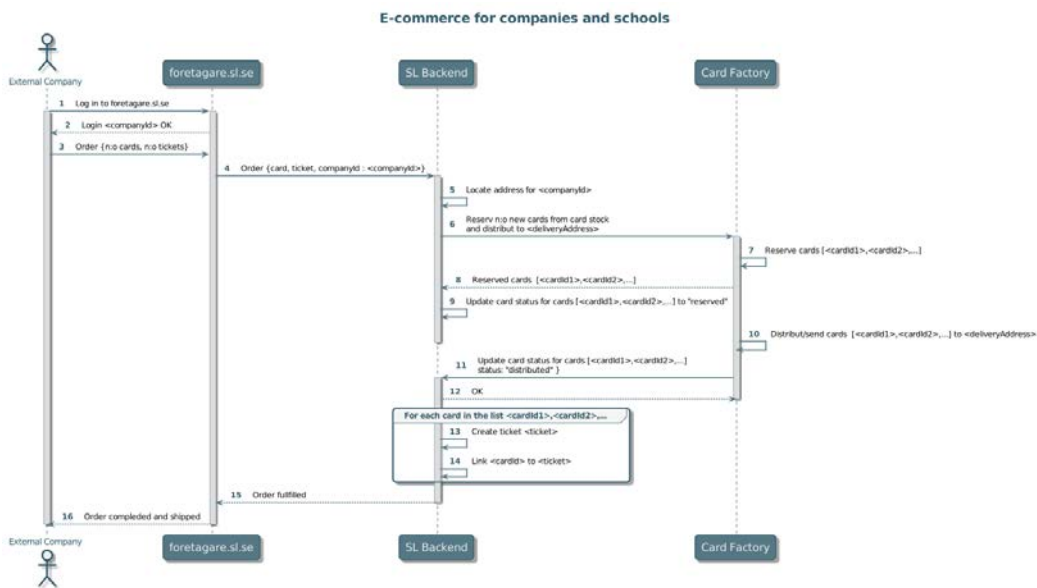 E-commerce for companies and schools
External Company
foretagare.sl.se
SL Backend
Card Factory
1 Log in to foretagare.sl.se
2 Login <companyId> OK
3 Order {n:o cards, n:o tickets}
4 Order {card, ticket, companyId : <companyId>}
5 Locate address for <companyId>
6 Reserv n:o new cards from card stock
and distribut to <deliveryAddress>
7 Reserve cards [<cardId1>,<cardId2>,...]
8 Reserved cards [<cardId1>,<cardId2>,...]
9 Update card status for cards [<cardId1>,<cardId2>,...] to "reserved"
10 Distribut/send cards [<cardId1>,<cardId2>,...] to <deliveryAddress>
11 Update card status for cards [<cardId1>,<cardId2>,...]
status: "distributed" }
12 OK
For each card in the list <cardId1>,<cardId2>,...
13 Create ticket <ticket>
14 Link <cardId> to <ticket>
15 Order fullfilled
16 Order compleded and shipped
External Company
foretagare.sl.se
SL Backend
Card Factory